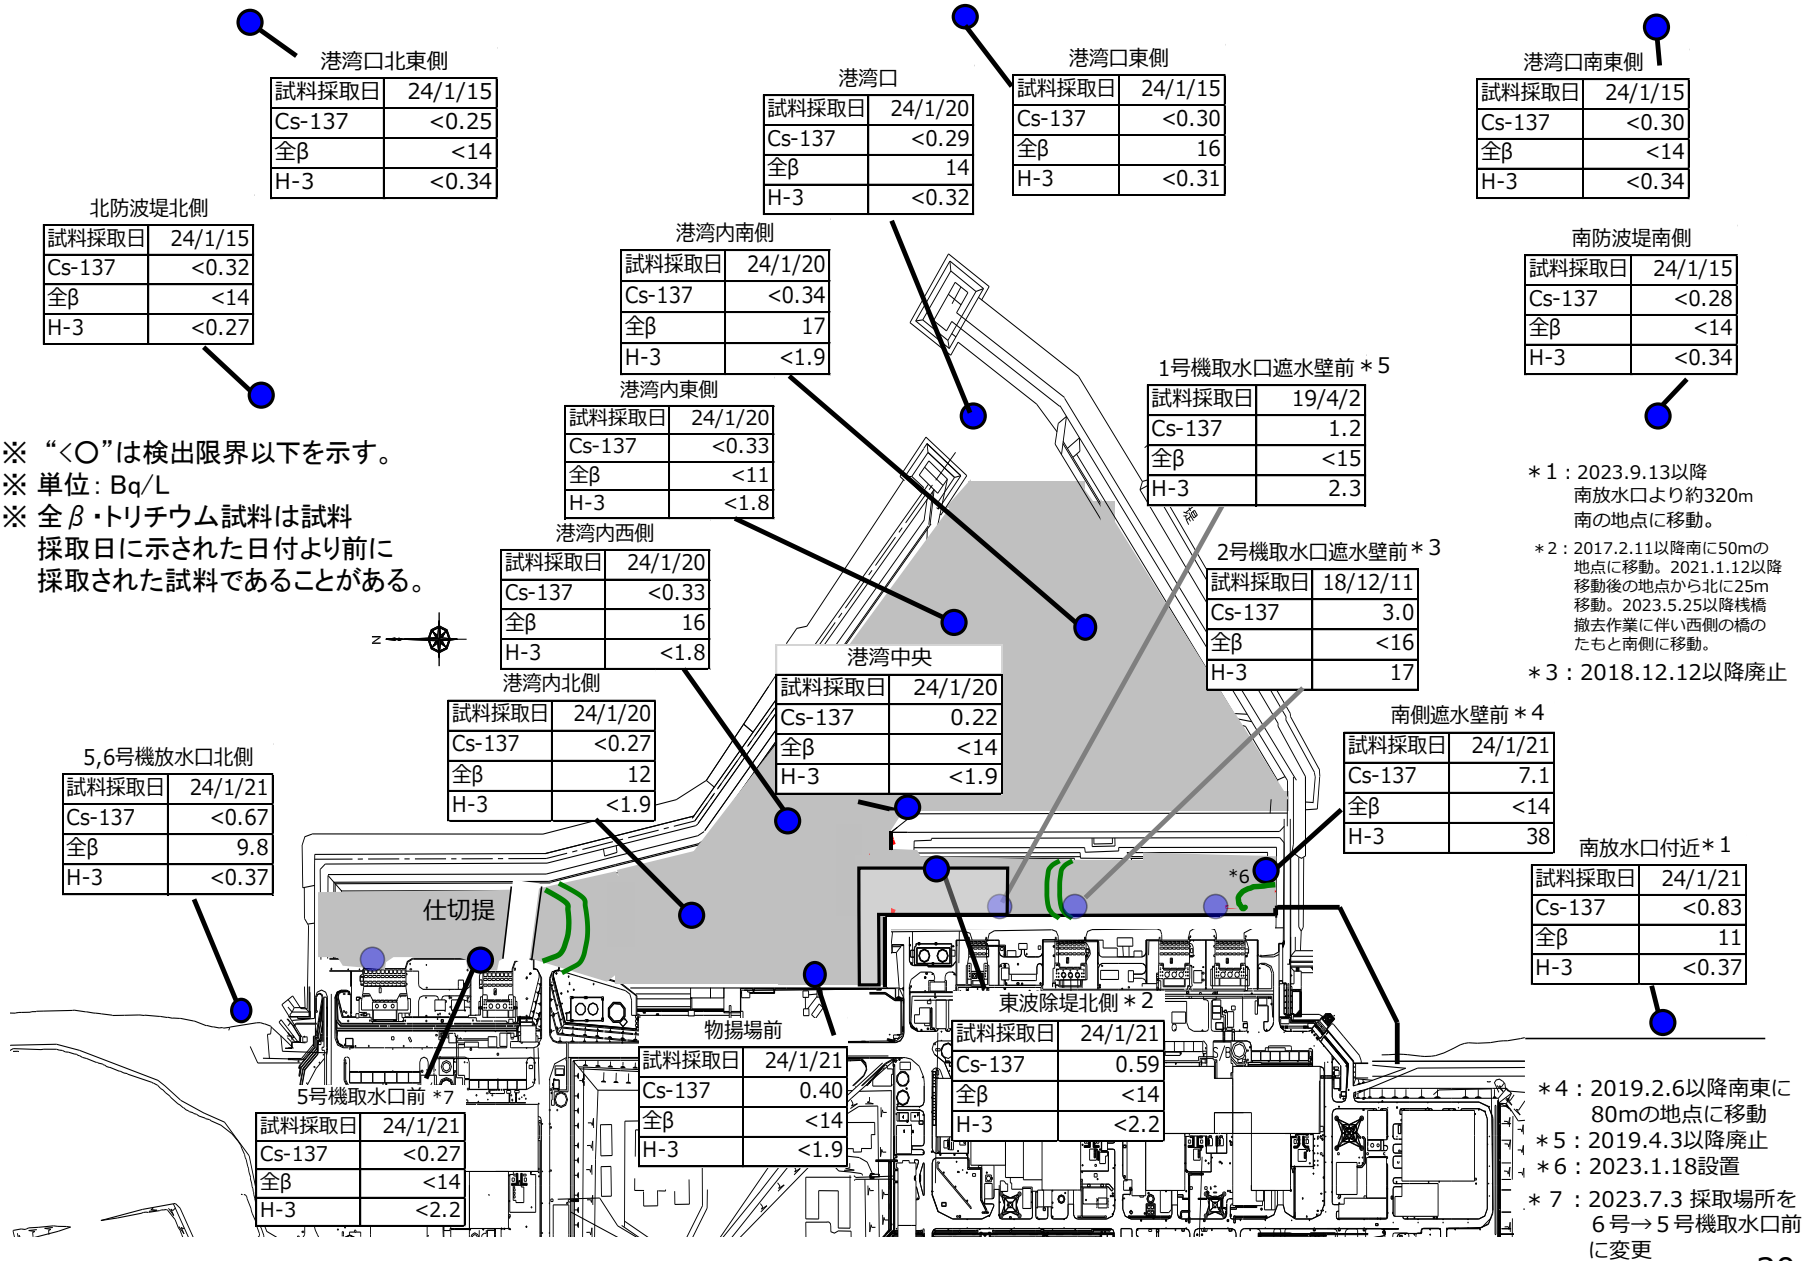 港湾口北東側
試料採取日 24/1/15
Cs-137 <0.25
全β <14
H-3 <0.34
港湾口
試料採取日 24/1/20
Cs-137 <0.29
全β 14
H-3 <0.32
港湾口東側
試料採取日 24/1/15
Cs-137 <0.30
全β 16
H-3 <0.31
港湾口南東側
試料採取日 24/1/15
Cs-137 <0.30
全β <14
H-3 <0.34
北防波堤北側
試料採取日 24/1/15
Cs-137 <0.32
全β <14
H-3 <0.27
港湾内南側
試料採取日 24/1/20
Cs-137 <0.34
全β 17
H-3 <1.9
南防波堤南側
試料採取日 24/1/15
Cs-137 <0.28
全β <14
H-3 <0.34
港湾内東側
試料採取日 24/1/20
Cs-137 <0.33
全β <11
H-3 <1.8
1号機取水口遮水壁前＊5
試料採取日 19/4/2
Cs-137 1.2
全β <15
H-3 2.3
※ “<〇”は検出限界以下を示す。
※ 単位：Bq/L
※ 全β・トリチウム試料は試料
採取日に示された日付より前に
採取された試料であることがある。
N
堤
港湾内西側
試料採取日 24/1/20
Cs-137 <0.33
全β 16
H-3 <1.8
2号機取水口遮水壁前＊3
試料採取日 18/12/11
Cs-137 3.0
全β <16
H-3 17
＊1：2023.9.13以降
南放水口より約320m
南の地点に移動。
＊2：2017.2.11以降南に50mの
地点に移動。2021.1.12以降
移動後の地点から北に25m
移動。2023.5.25以降桟橋
撤去作業に伴い西側の橋の
たもと南側に移動。
＊3：2018.12.12以降廃止
港湾中央
試料採取日 24/1/20
Cs-137 0.22
全β <14
H-3 <1.9
港湾内北側
試料採取日 24/1/20
Cs-137 <0.27
全β 12
H-3 <1.9
南側遮水壁前＊4
試料採取日 24/1/21
Cs-137 7.1
全β <14
H-3 38
5,6号機放水口北側
試料採取日 24/1/21
Cs-137 <0.67
全β 9.8
H-3 <0.37
南放水口付近＊1
試料採取日 24/1/21
Cs-137 <0.83
全β 11
H-3 <0.37
仕切提
*6
東波除堤北側＊2
試料採取日 24/1/21
Cs-137 0.59
全β <14
H-3 <2.2
物揚場前
試料採取日 24/1/21
Cs-137 0.40
全β <14
H-3 <1.9
5号機取水口前 *7
試料採取日 24/1/21
Cs-137 <0.27
全β <14
H-3 <2.2
＊4：2019.2.6以降南東に
80mの地点に移動
＊5：2019.4.3以降廃止
＊6：2023.1.18設置
＊7：2023.7.3 採取場所を
6号→5号機取水口前
に変更